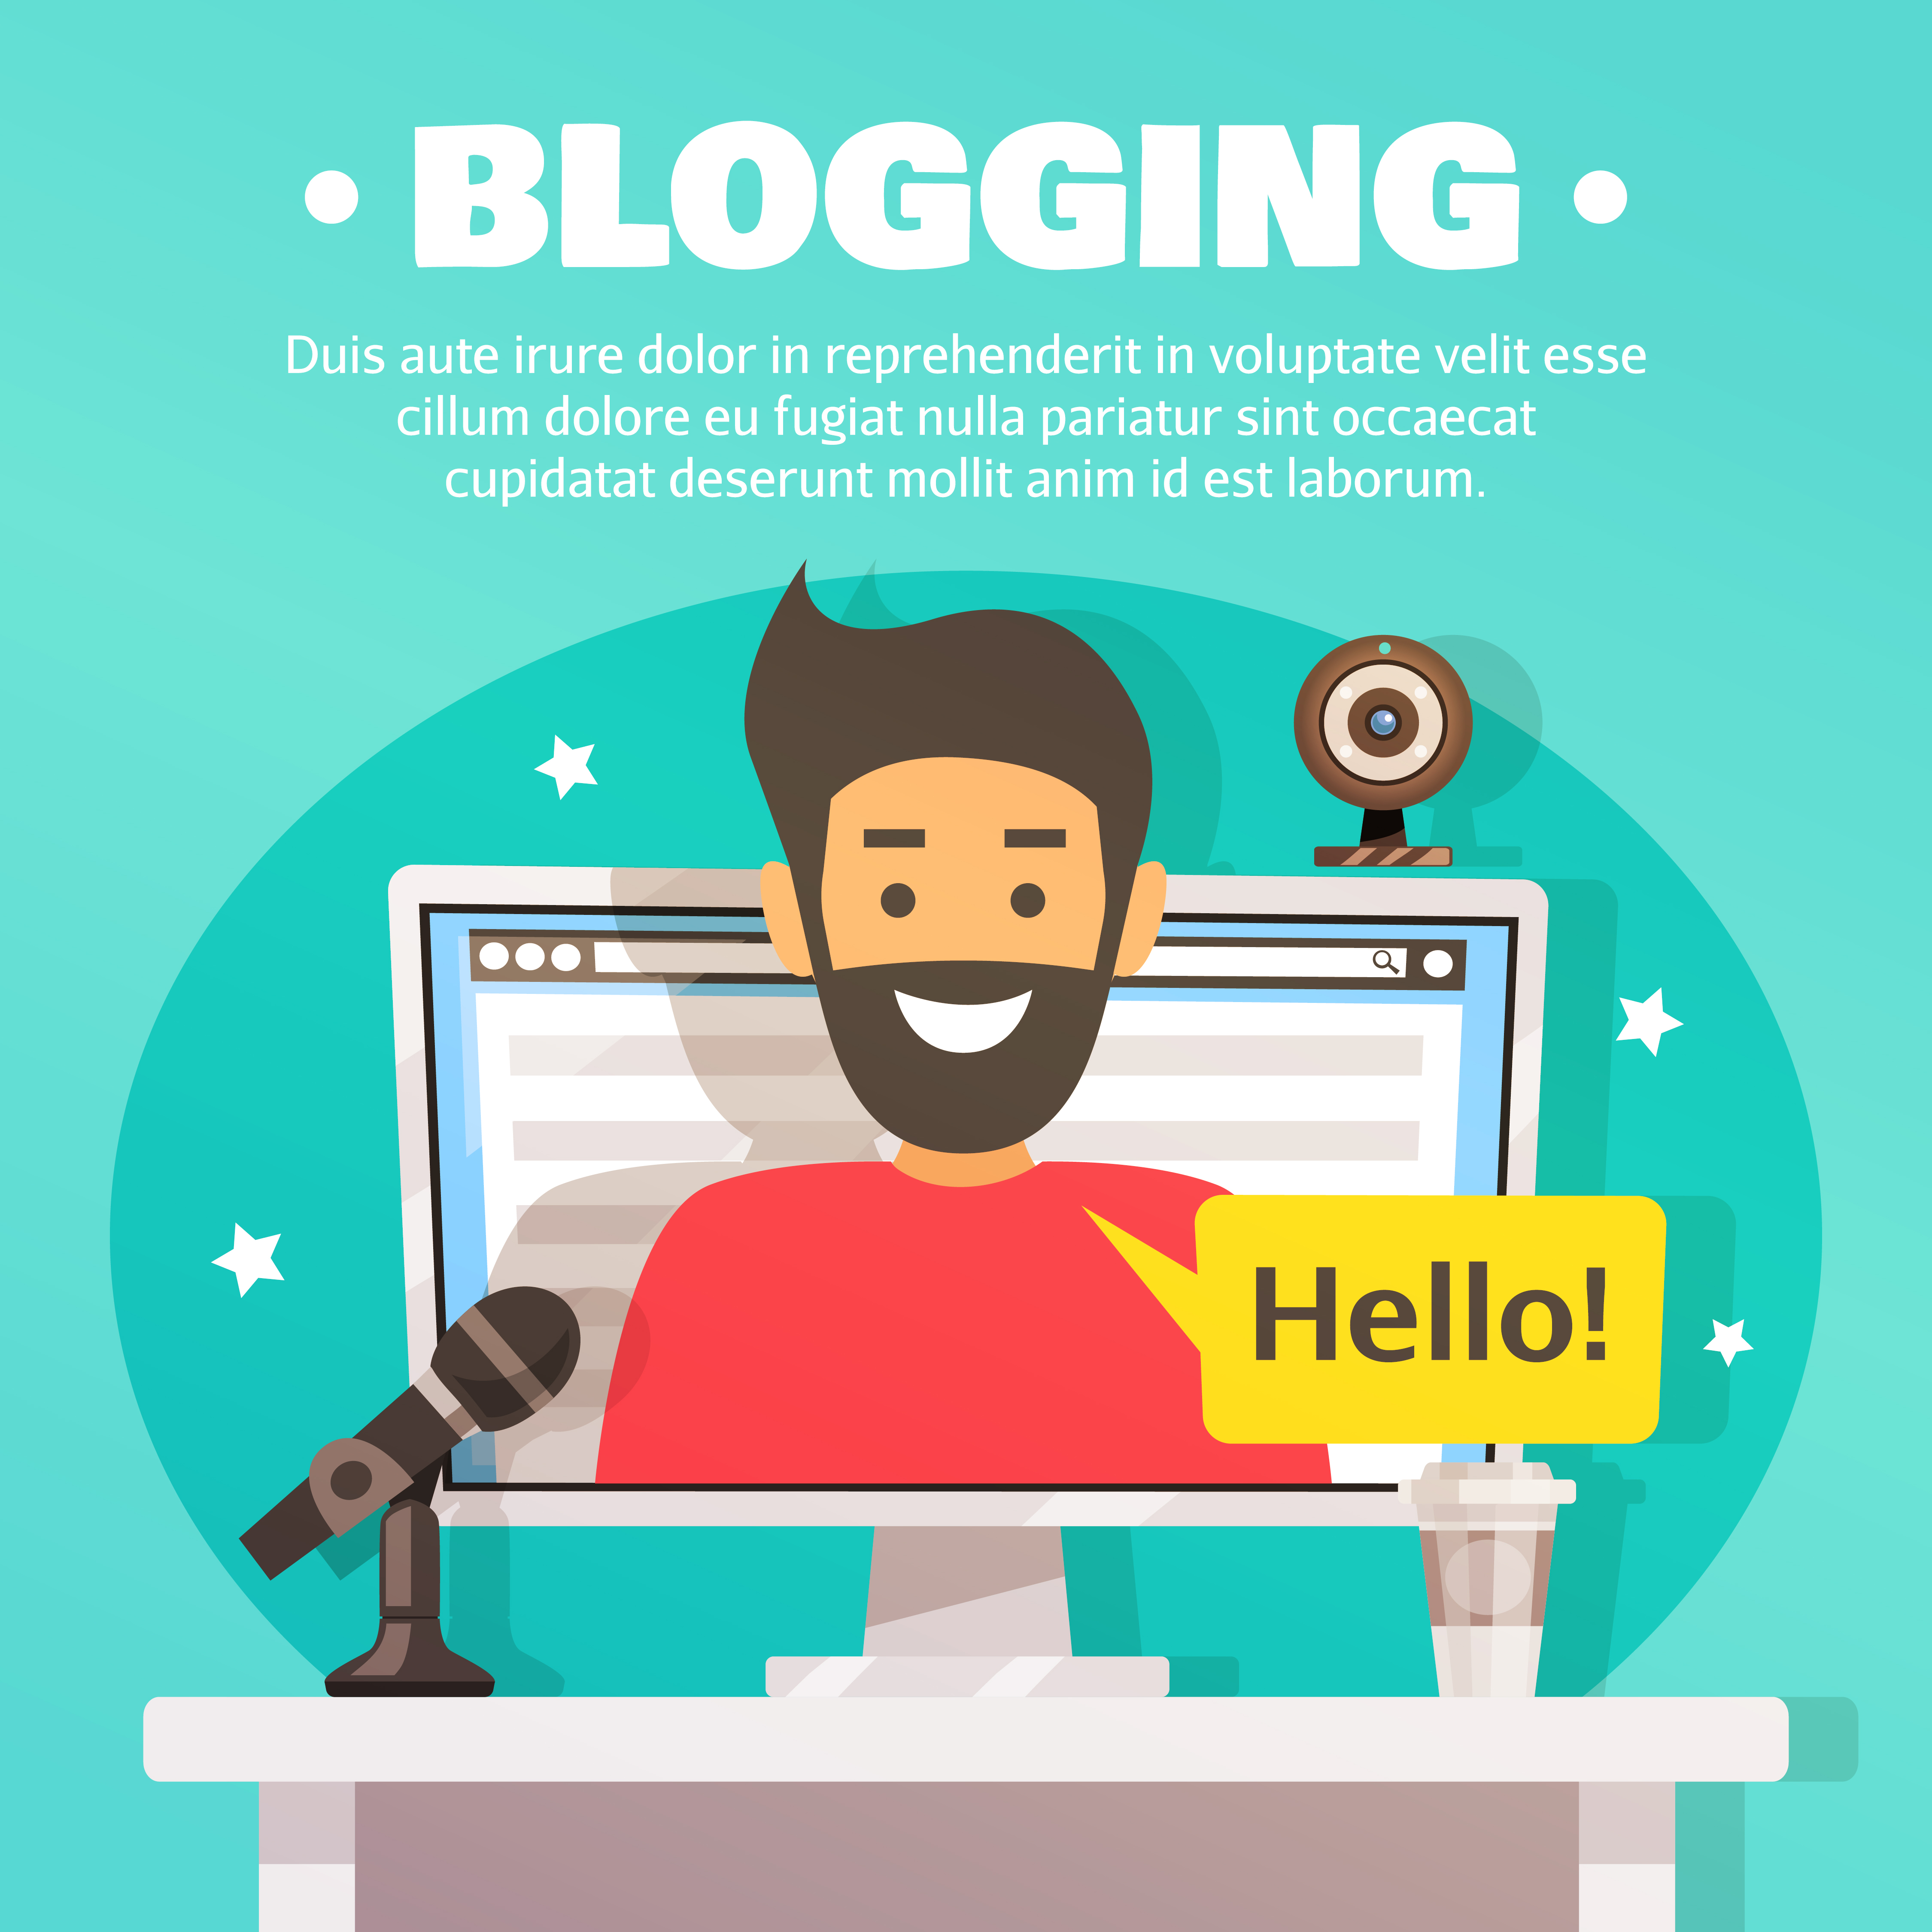 • BLOGGING •
Duis aute irure dolor in reprehenderit in voluptate velit esse
cillum dolore eu fugiat nulla pariatur sint occaecat
cupidatat deserunt mollit anim id est laborum.
Hello!